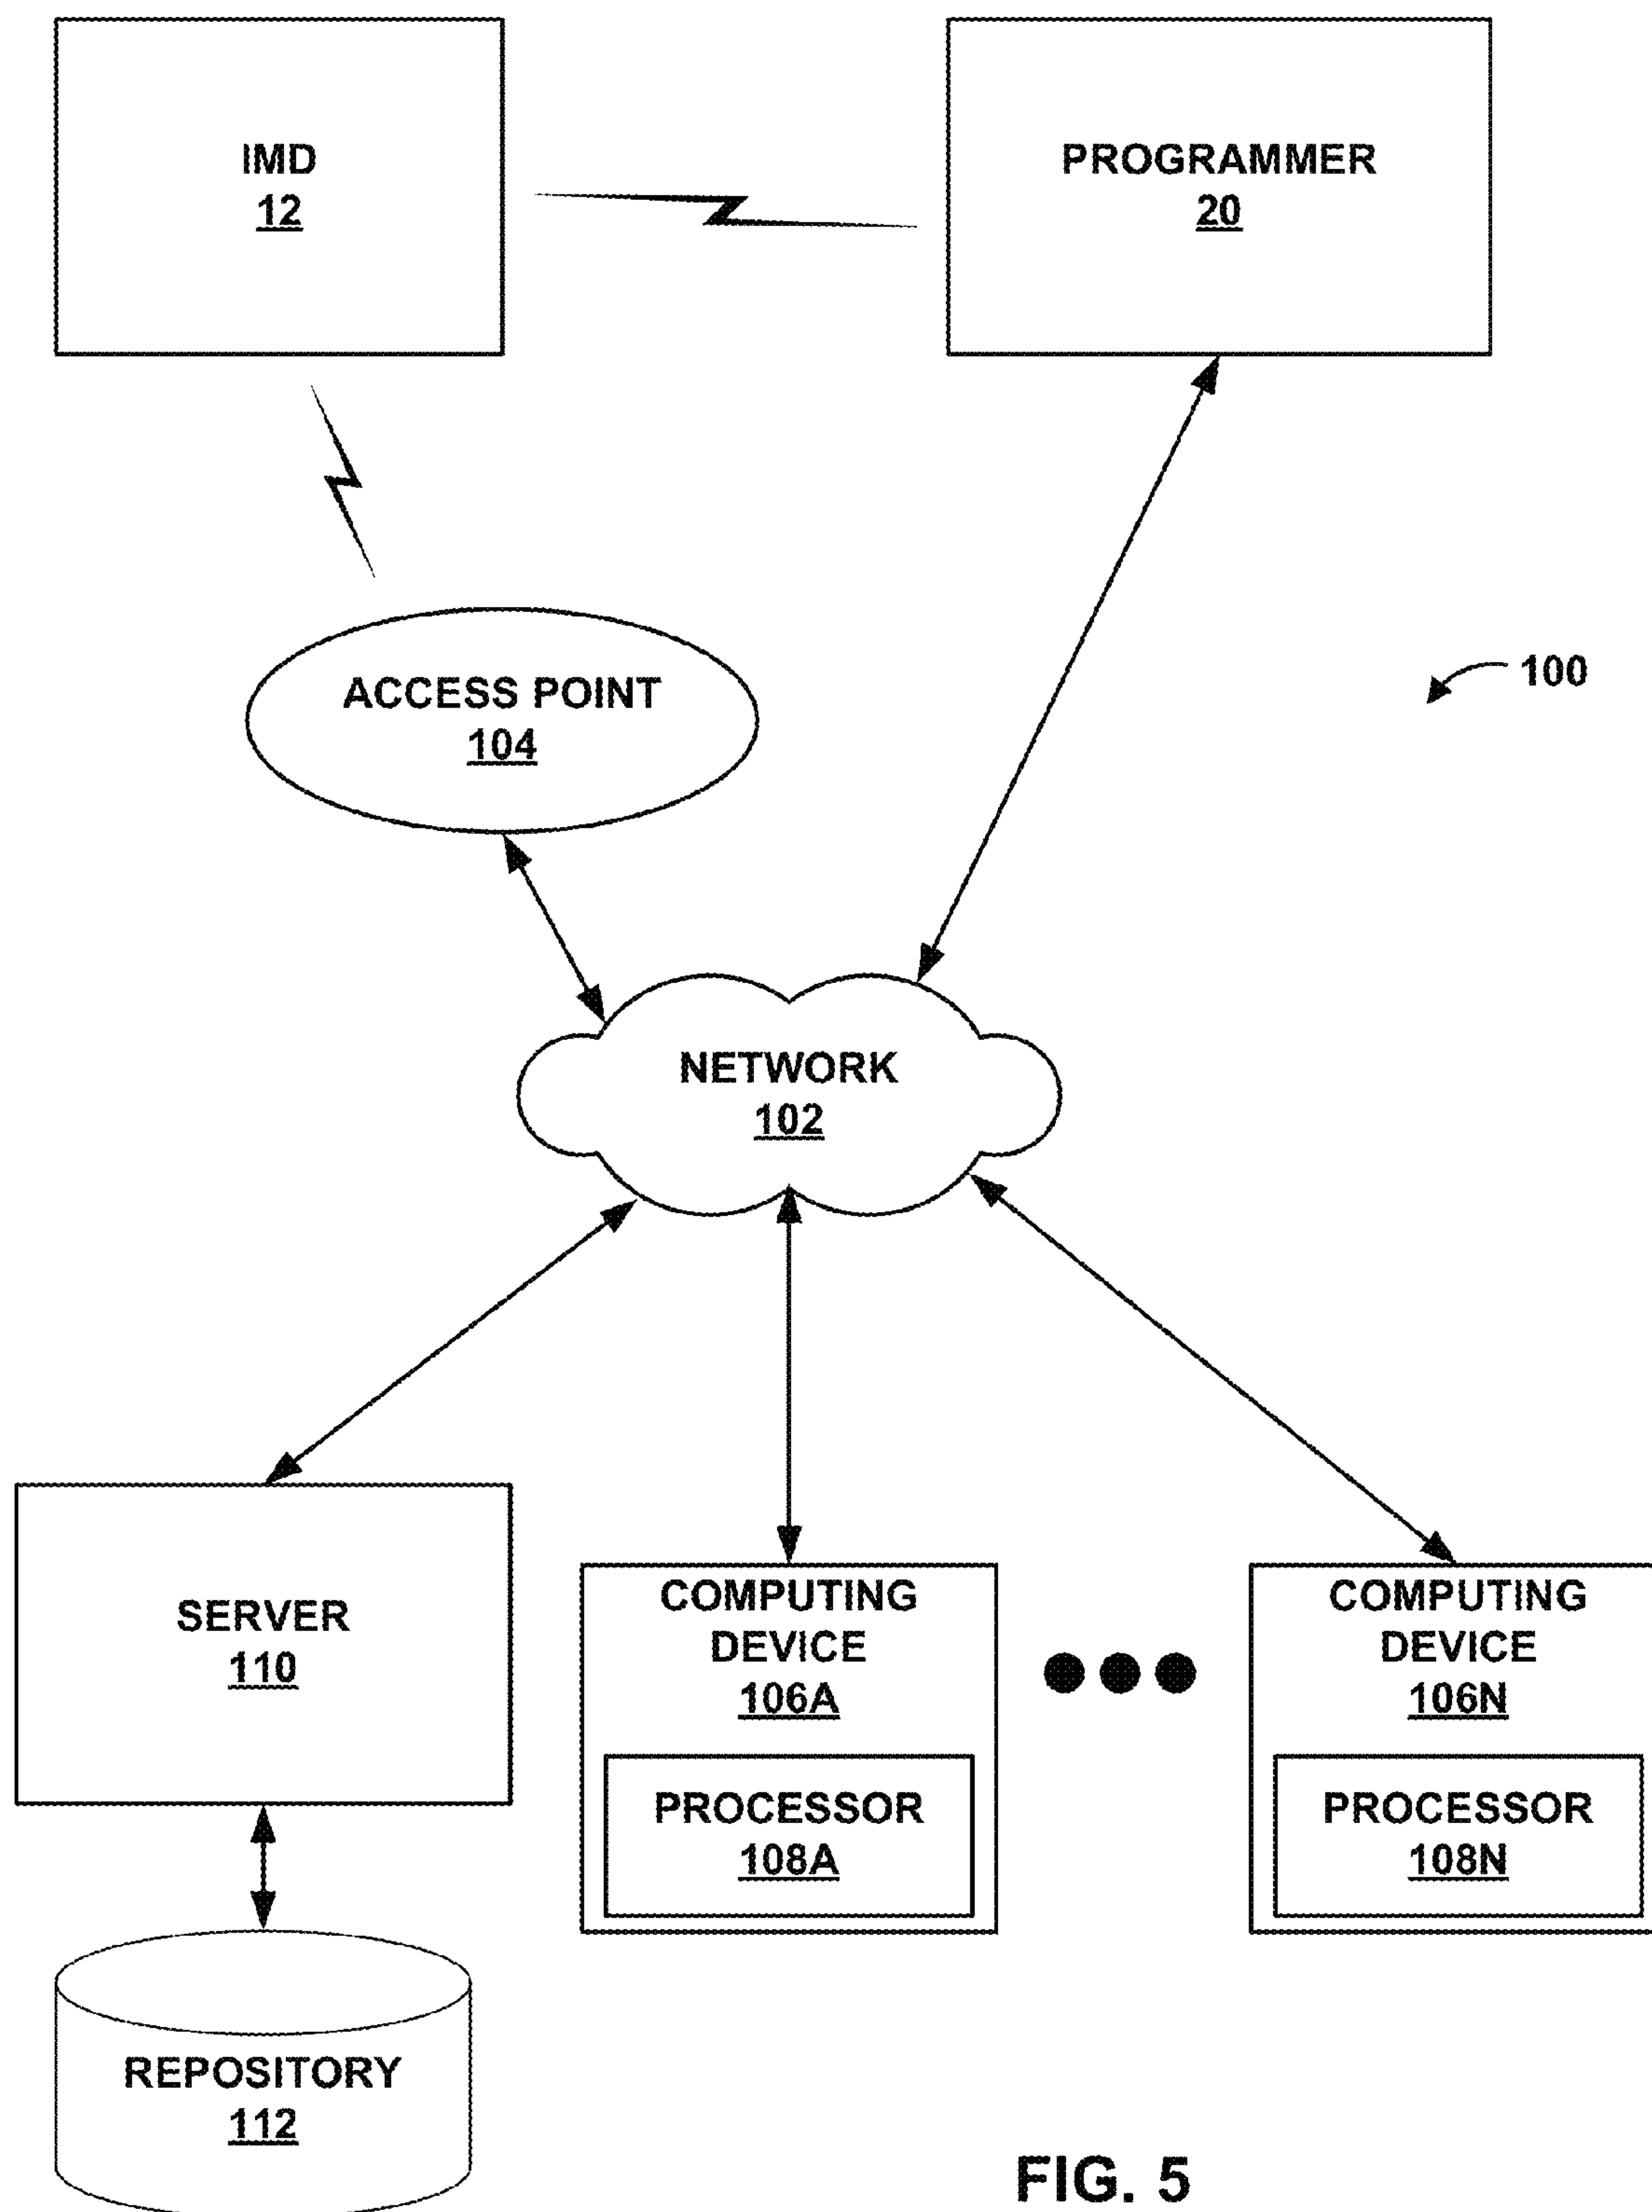 IMD
12
PROGRAMMER
20
ACCESS POINT
104
100
NETWORK
102
SERVER
110
COMPUTING
DEVICE
106A
PROCESSOR
108A
COMPUTING
DEVICE
106N
PROCESSOR
108N
REPOSITORY
112
FIG. 5